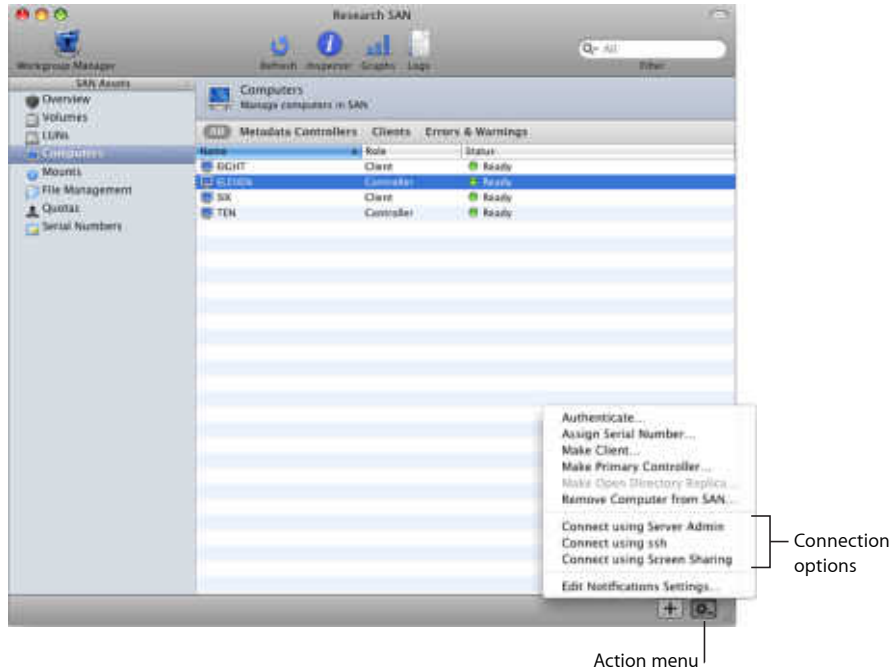 Research SAN
Workgroup Manager
Refresh Inspector Graphs Logs
All
Filter
SAN Assets
Overview
Volumes
LUNs
Computers
Mounts
File Management
Quotas
Serial Numbers
Computers
Manage computers in SAN
All Metadata Controllers Clients Errors & Warnings
Name Role Status
EIGHT Client Ready
ELEVEN Controller Ready
SIX Client Ready
TEN Controller Ready
Authenticate...
Assign Serial Number...
Make Client...
Make Primary Controller...
Make Open Directory Replica...
Remove Computer from SAN...
Connect using Server Admin
Connect using ssh
Connect using Screen Sharing
Edit Notifications Settings...
Connection
options
Action menu